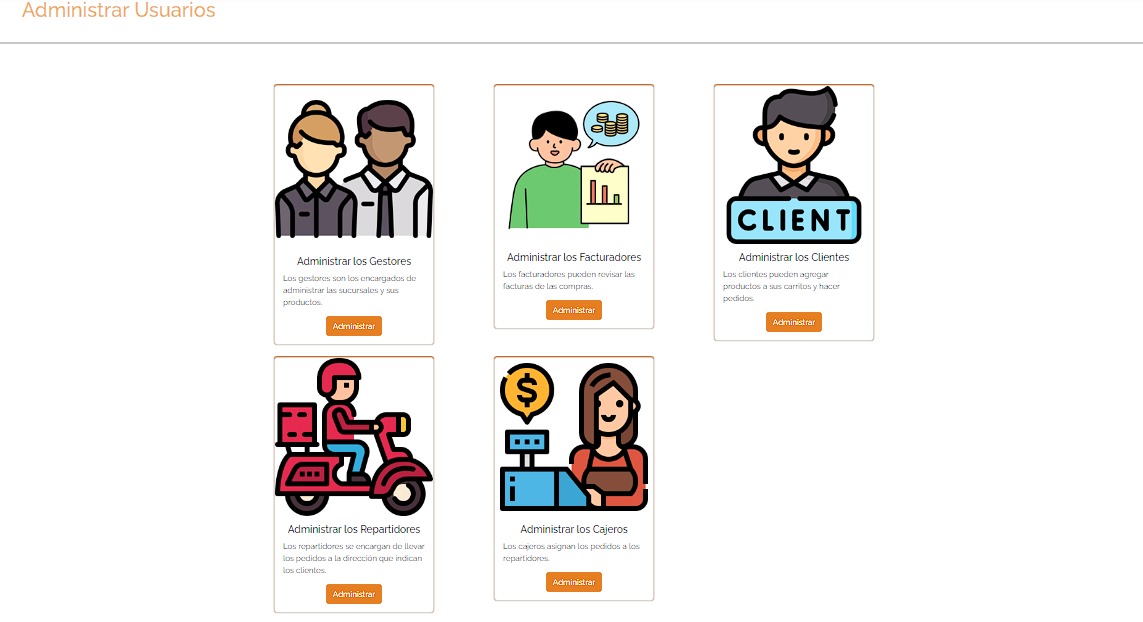 Administrar Usuarios
CLIENT
Administrar los Gestores
Los gestores son los encargados de
administrar las sucursales y sus
productos.
Administrar
Administrar los Facturadores
Los facturadores pueden revisar las
facturas de las compras.
Administrar
Administrar los Clientes
Los clientes pueden agregar
productos a sus carritos y hacer
pedidos.
Administrar
$
Administrar los Repartidores
Los repartidores se encargan de llevar
los pedidos a la dirección que indican
los clientes.
Administrar
Administrar los Cajeros
Los cajeros asignan los pedidos a los
repartidores.
Administrar